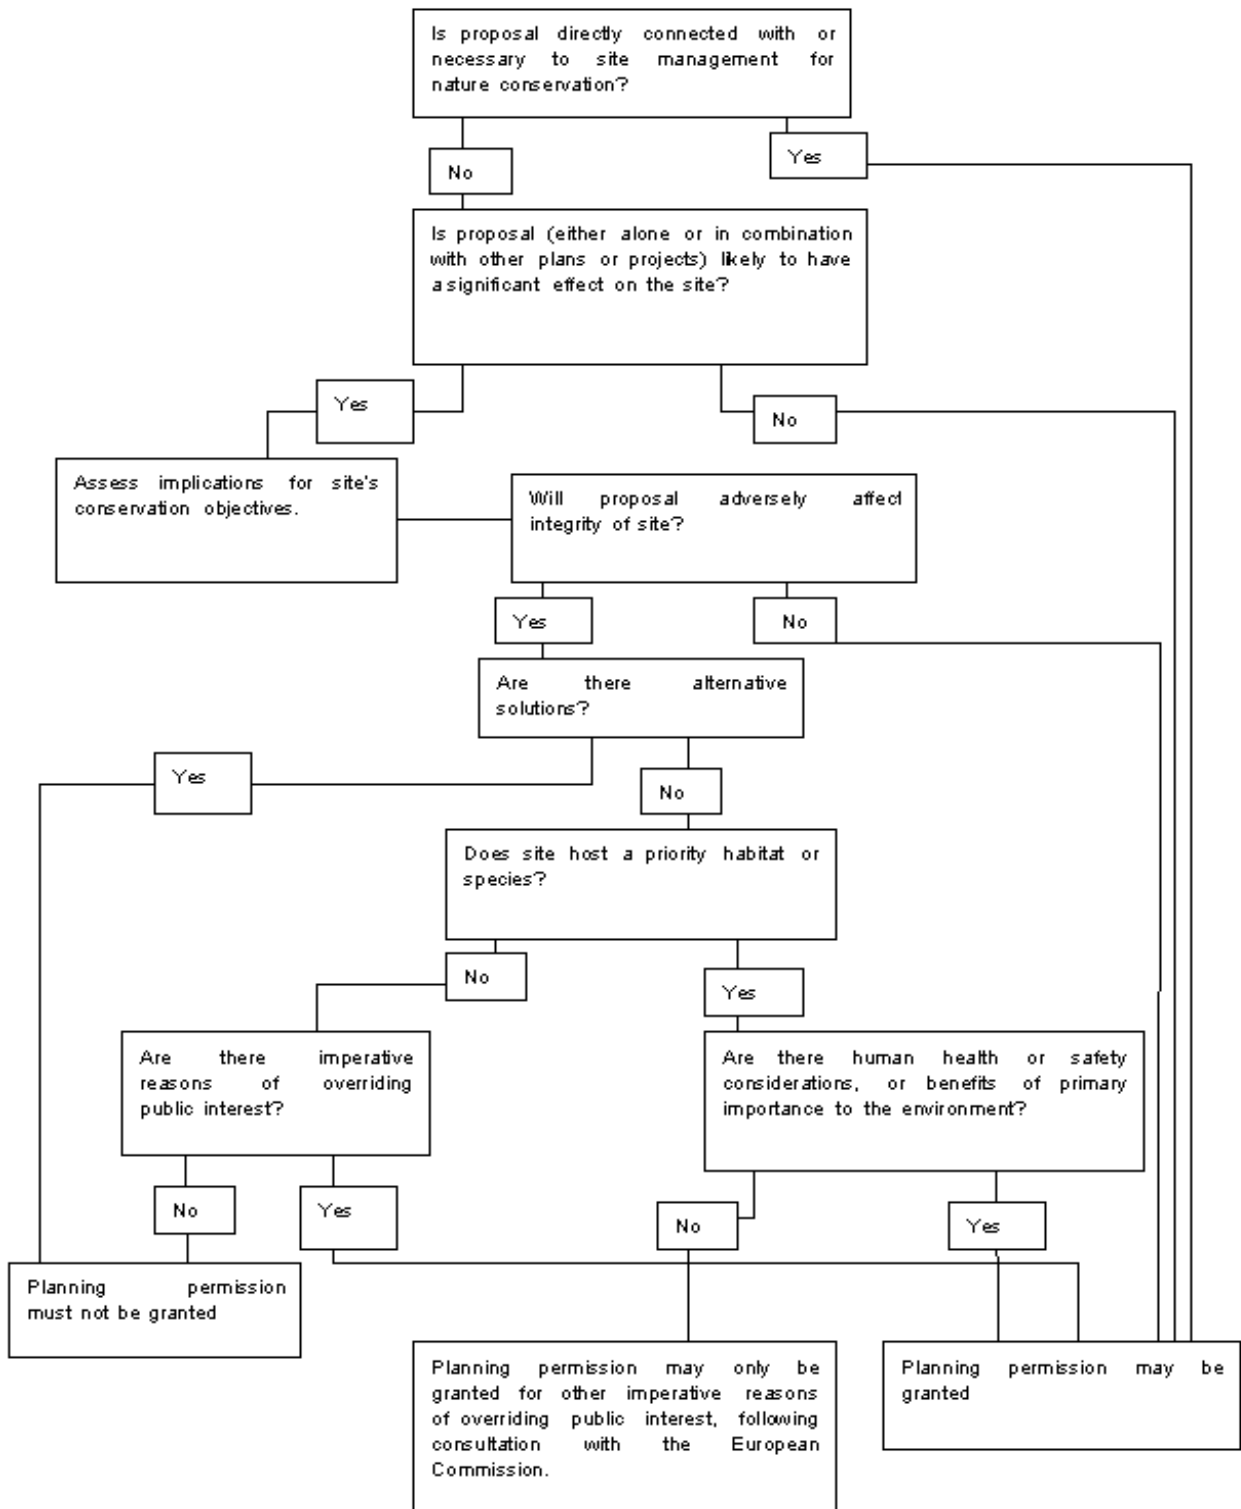 Is proposal directly connected with or
necessary to site management for
nature conservation?
No
Yes
Is proposal (either alone or in combination
with other plans or projects) likely to have
a significant effect on the site?
Yes
No
Assess implications for site's
conservation objectives.
Will proposal adversely affect
integrity of site?
Yes
No
Are there alternative
solutions?
Yes
No
Does site host a priority habitat or
species?
No
Yes
Are there imperative
reasons of overriding
public interest?
Are there human health or safety
considerations, or benefits of primary
importance to the environment?
No
Yes
No
Yes
Planning permission
must not be granted
Planning permission may only be
granted for other imperative reasons
of overriding public interest, following
consultation with the European
Commission.
Planning permission may be
granted